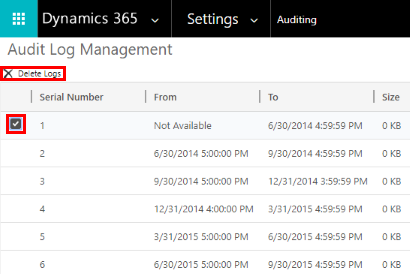 Dynamics 365 Settings Auditing
Audit Log Management
Delete Logs
Serial Number From To Size
1 Not Available 6/30/2014 4:59:59 PM 0 KB
2 6/30/2014 5:00:00 PM 9/30/2014 4:59:59 PM 0 KB
3 9/30/2014 5:00:00 PM 12/31/2014 3:59:59 PM 0 KB
4 12/31/2014 4:00:00 PM 3/31/2015 4:59:59 PM 0 KB
5 3/31/2015 5:00:00 PM 6/30/2015 4:59:59 PM 0 KB
6 6/30/2015 5:00:00 PM 9/30/2015 4:59:59 PM 0 KB